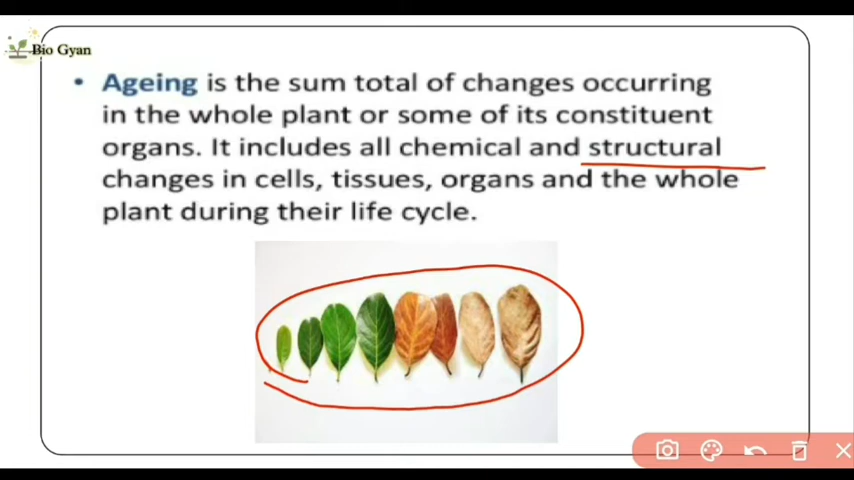 Bio Gyan
• Ageing is the sum total of changes occurring
in the whole plant or some of its constituent
organs. It includes all chemical and structural
changes in cells, tissues, organs and the whole
plant during their life cycle.